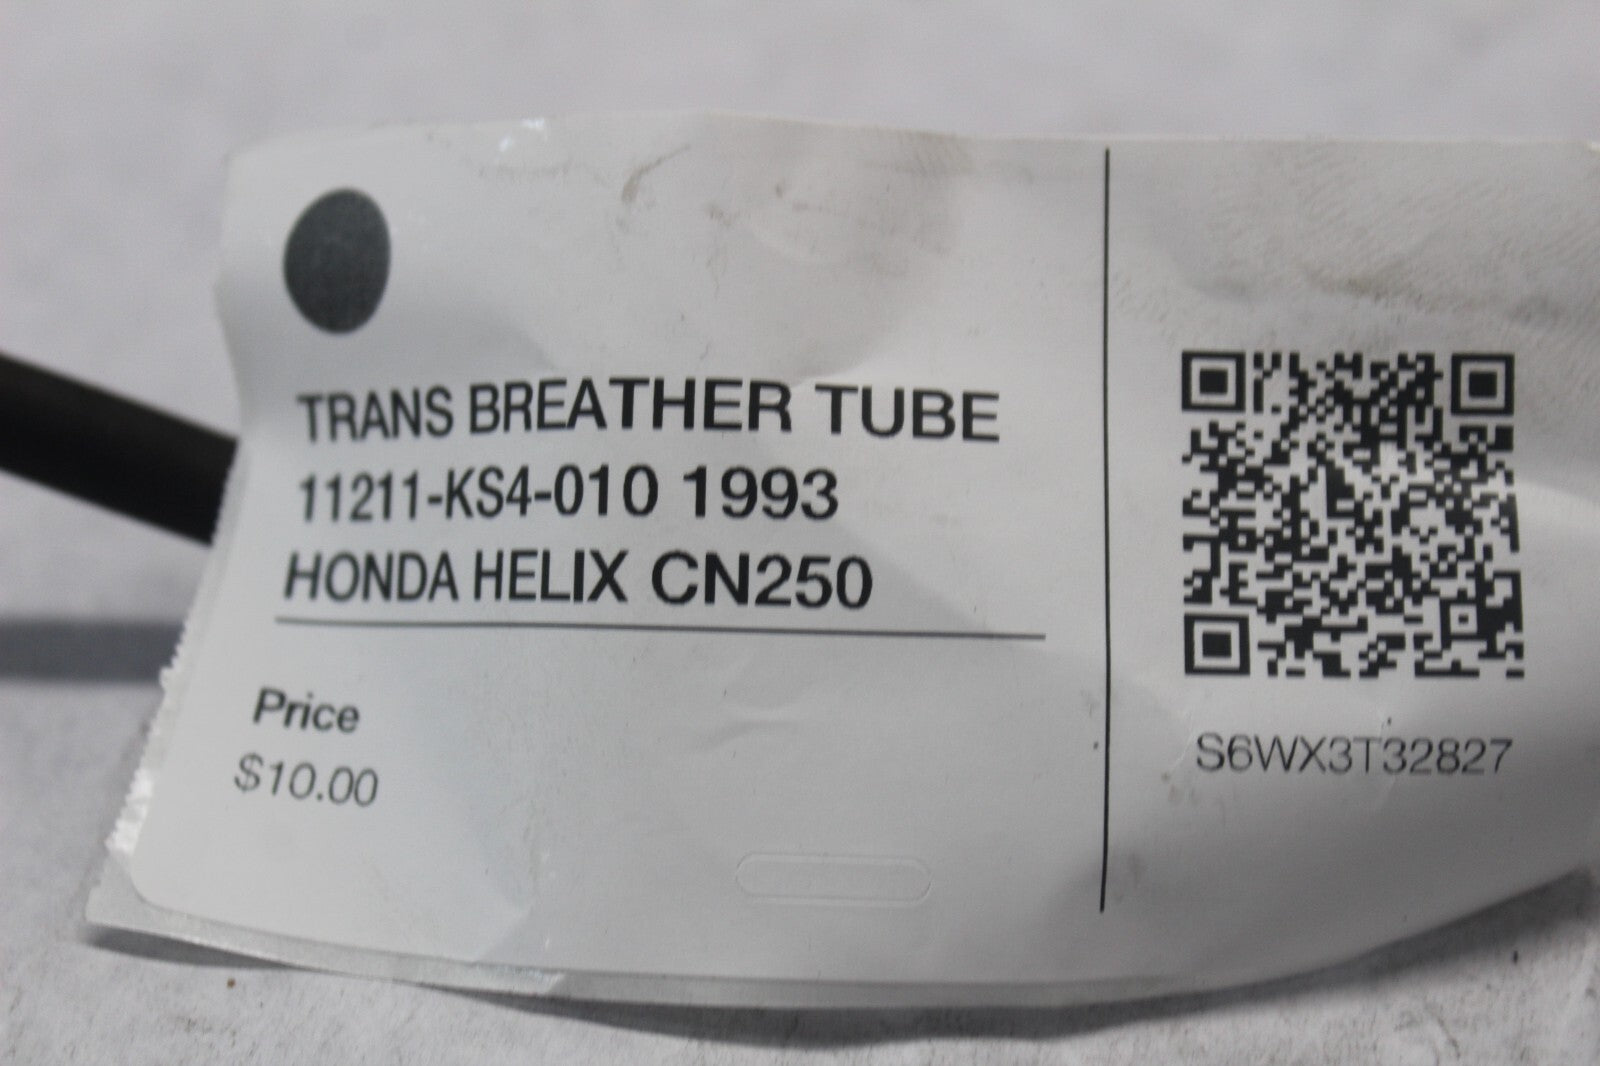 TRANS BREATHER TUBE
11211-KS4-010 1993
HONDA HELIX CN250
Price
$10.00
S6WX3T32827